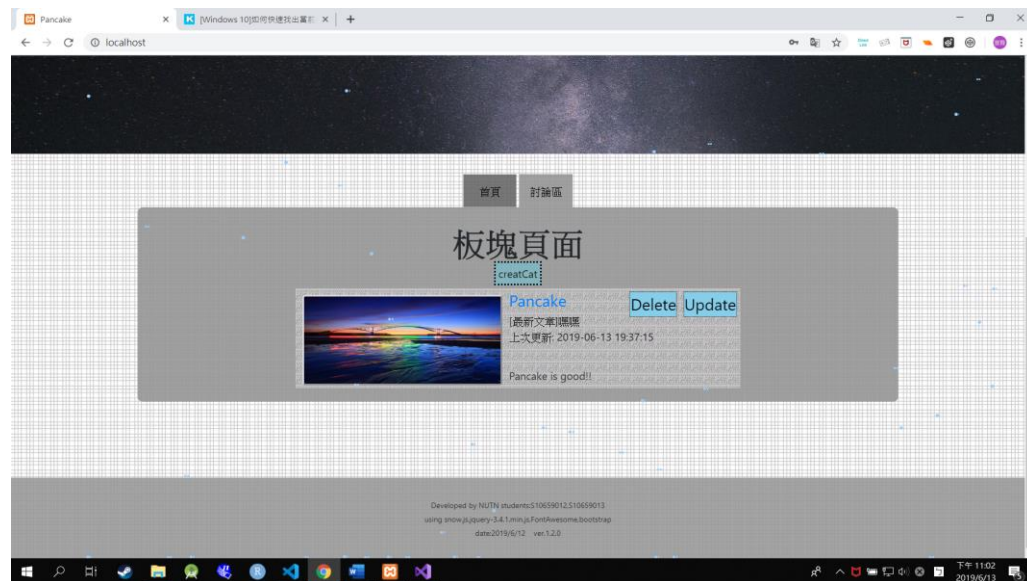 Pancake
[Windows 10]如何快速找出當前
localhost
首頁
討論區
板塊頁面
creatCat
Pancake
Delete
Update
[最新文章]嘿嘿
上次更新: 2019-06-13 19:37:15
Pancake is good!!
Developed by NUTN students:S10659012,S10659013
using snow.js,jquery-3.4.1.min.js,FontAwesome,bootstrap
date:2019/6/12 ver.1.2.0
下午 11:02
2019/6/13